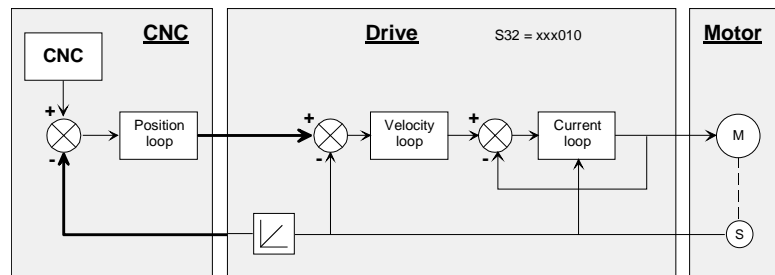 CNC
Drive
S32 = xxx010
Motor
CNC
+
-
Position
loop
+
-
Velocity
loop
+
-
Current
loop
M
S